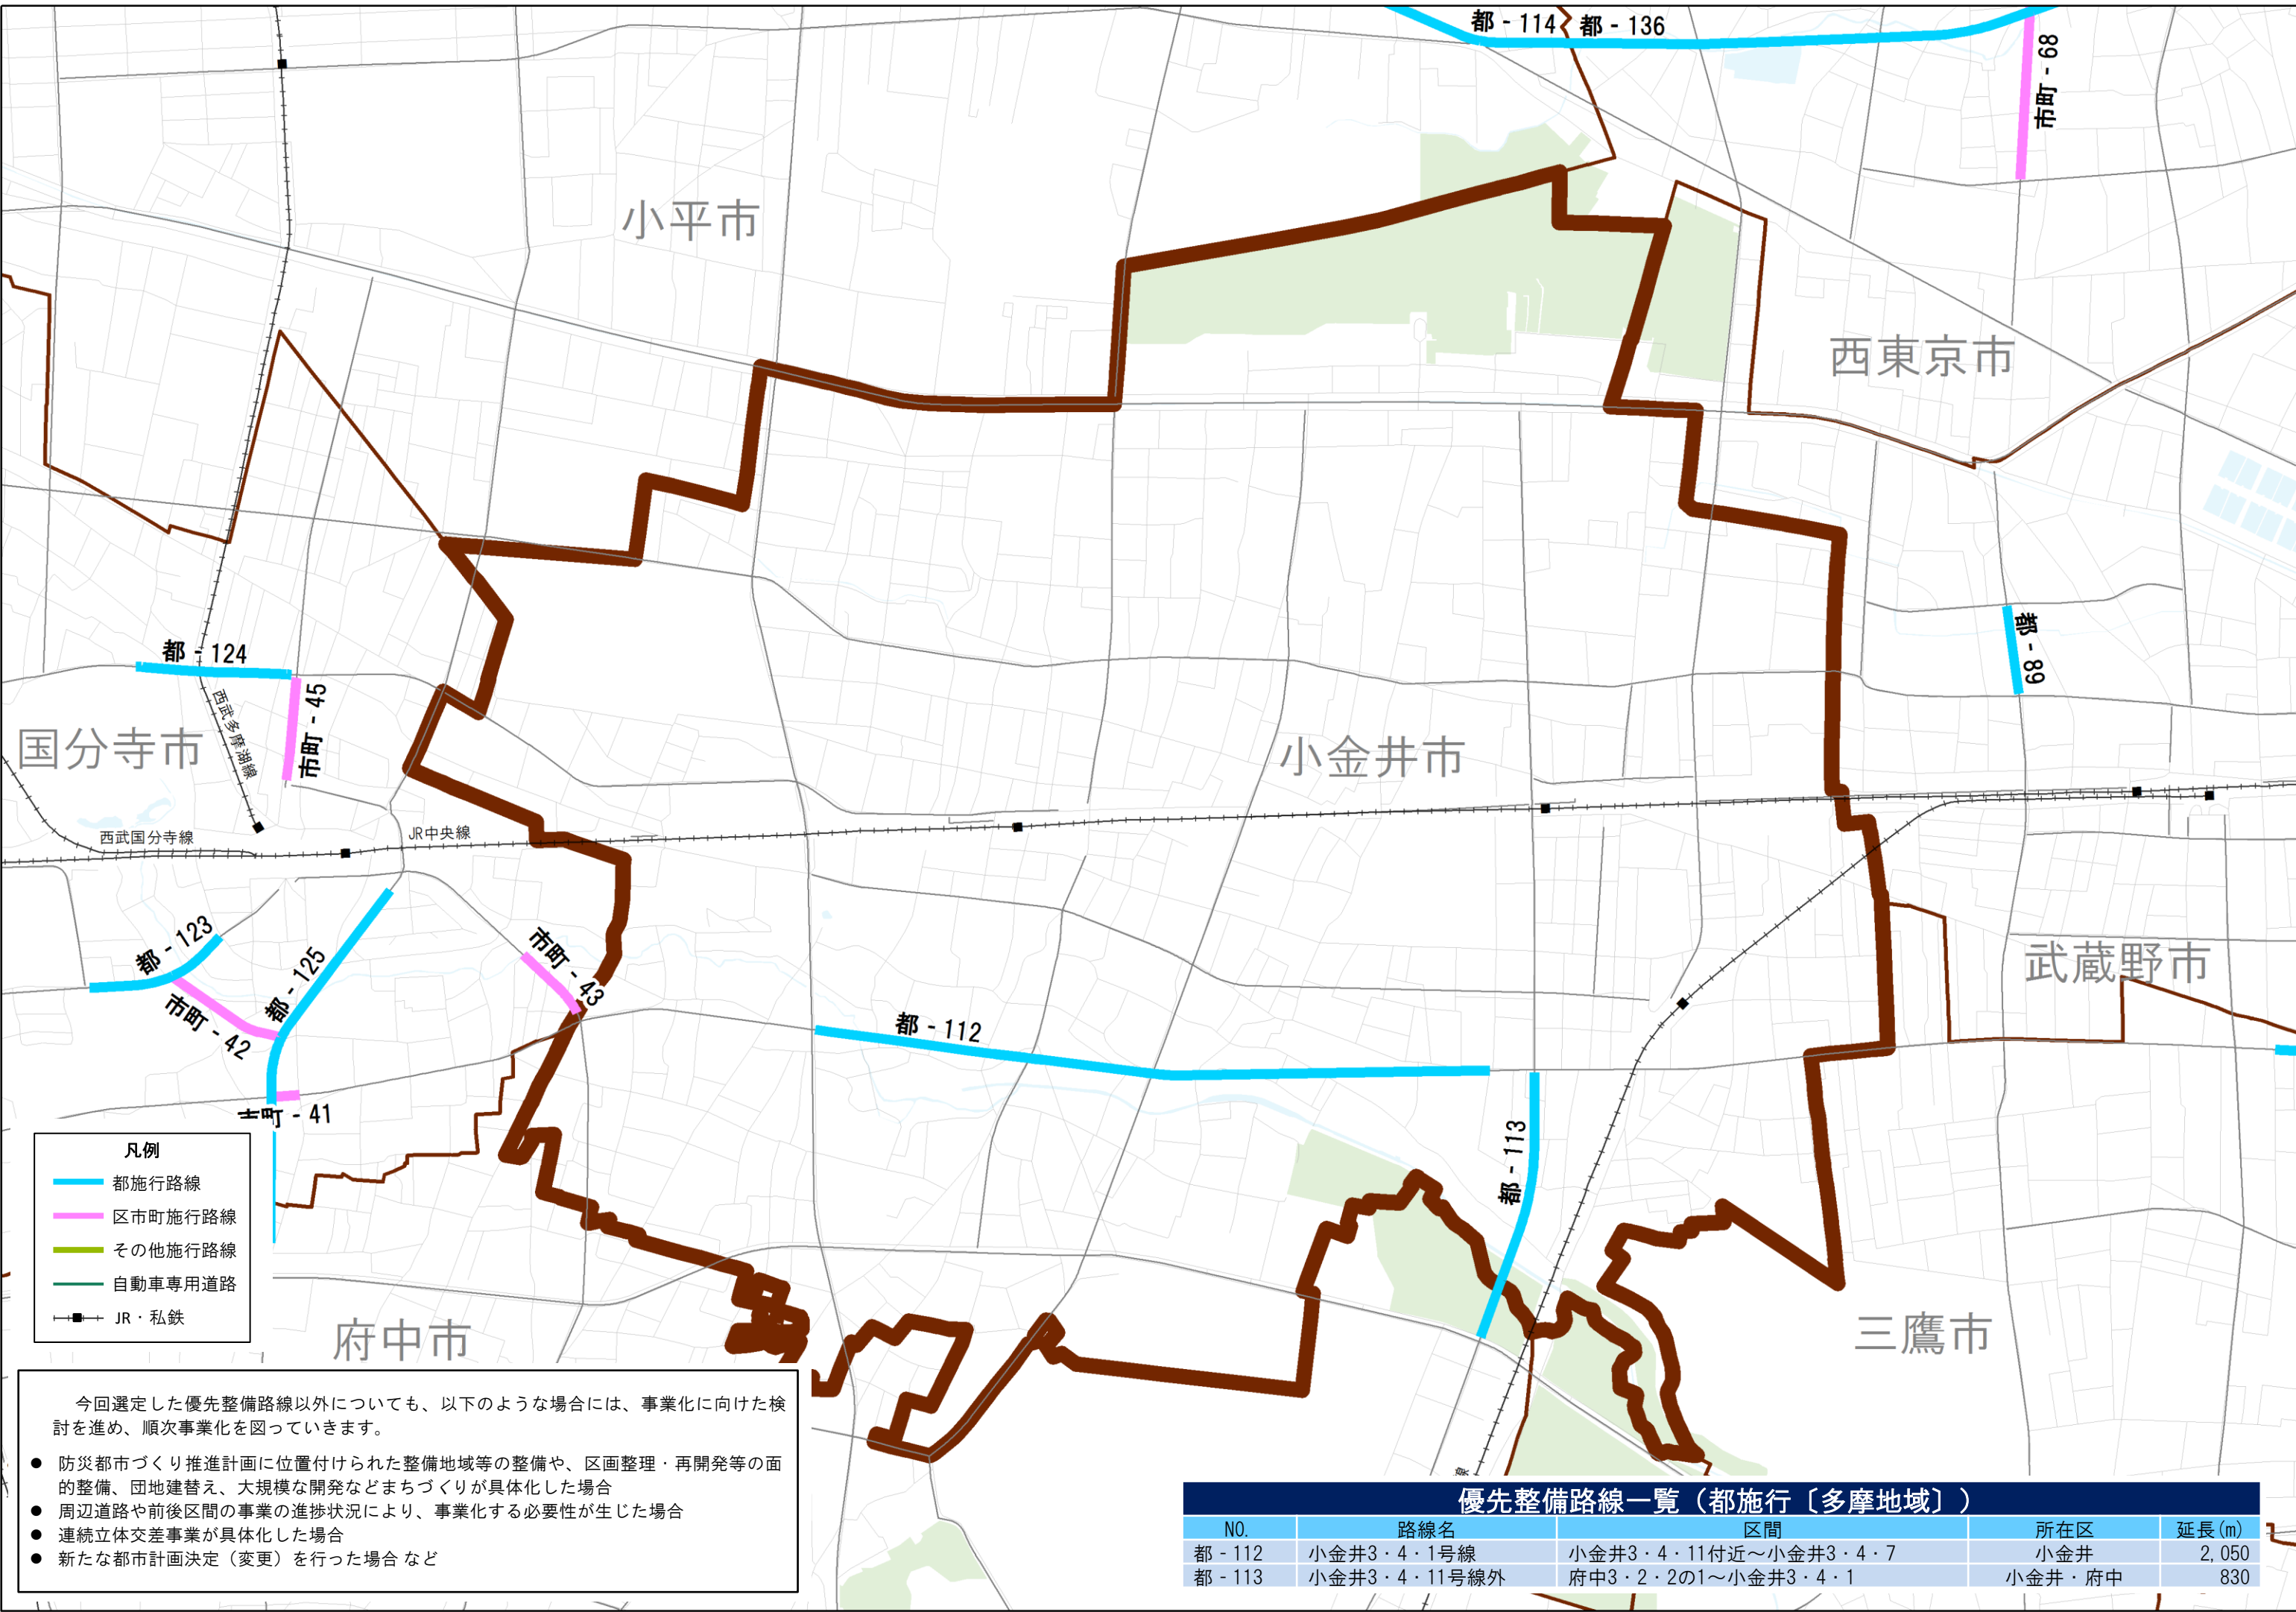 都 - 114
都 - 136
市町 - 68
小平市
西東京市
都 - 124
市町 - 45
都 - 89
西武多摩湖線
国分寺市
小金井市
西武国分寺線
JR中央線
都 - 123
都 - 125
市町 - 43
市町 - 42
武蔵野市
都 - 112
市町 - 41
都 - 113
凡例
都施行路線
区市町施行路線
その他施行路線
自動車専用道路
JR・私鉄
府中市
三鷹市
今回選定した優先整備路線以外についても、以下のような場合には、事業化に向けた検
討を進め、順次事業化を図っていきます。
● 防災都市づくり推進計画に位置付けられた整備地域等の整備や、区画整理・再開発等の面
的整備、団地建替え、大規模な開発などまちづくりが具体化した場合
● 周辺道路や前後区間の事業の進捗状況により、事業化する必要性が生じた場合
● 連続立体交差事業が具体化した場合
● 新たな都市計画決定（変更）を行った場合 など
線
優先整備路線一覧（都施行〔多摩地域〕）
NO. 路線名 区間 所在区 延長(m)
都 - 112 小金井3・4・1号線 小金井3・4・11付近～小金井3・4・7 小金井 2,050
都 - 113 小金井3・4・11号線外 府中3・2・2の1～小金井3・4・1 小金井・府中 830